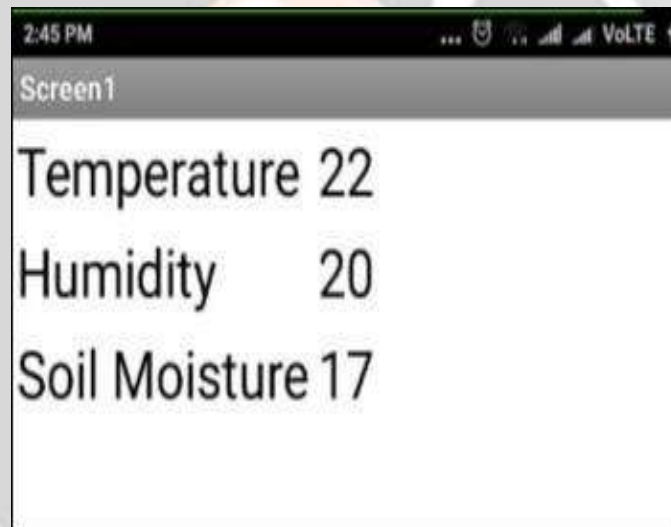 2:45 PM ... VoLTE
Screen1
Temperature 22
Humidity 20
Soil Moisture 17